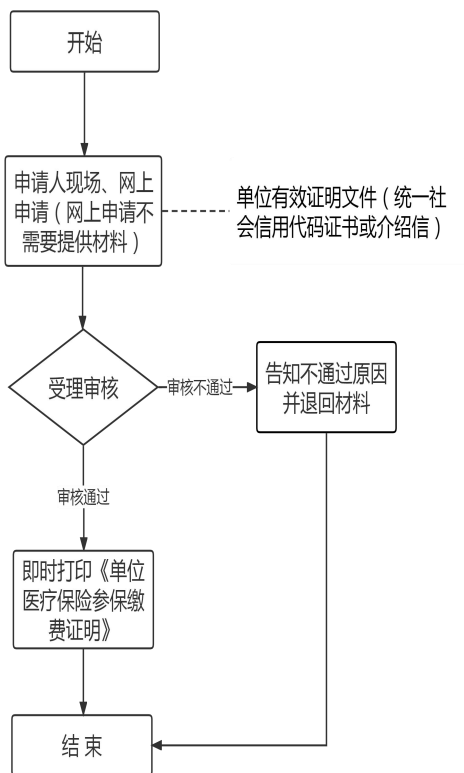 开始
申请人现场、网上
申请（网上申请不
需要提供材料）
单位有效证明文件（统一社
会信用代码证书或介绍信）
受理审核
审核不通过
告知不通过原因
并退回材料
审核通过
即时打印《单位
医疗保险参保缴
费证明》
结 束